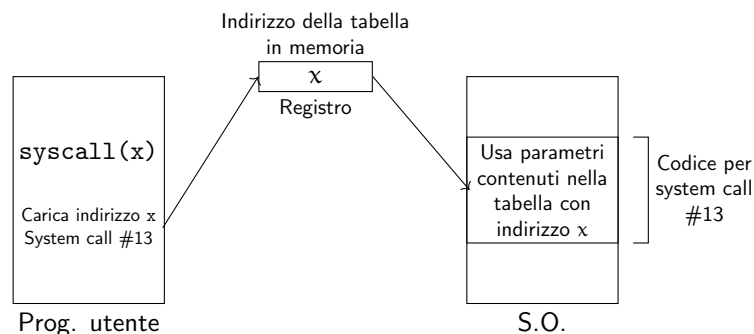 Indirizzo della tabella
in memoria
x
Registro
syscall(x)
Carica indirizzo x
System call #13
Prog. utente
Usa parametri
contenuti nella
tabella con
indirizzo x
S.O.
Codice per
system call
#13